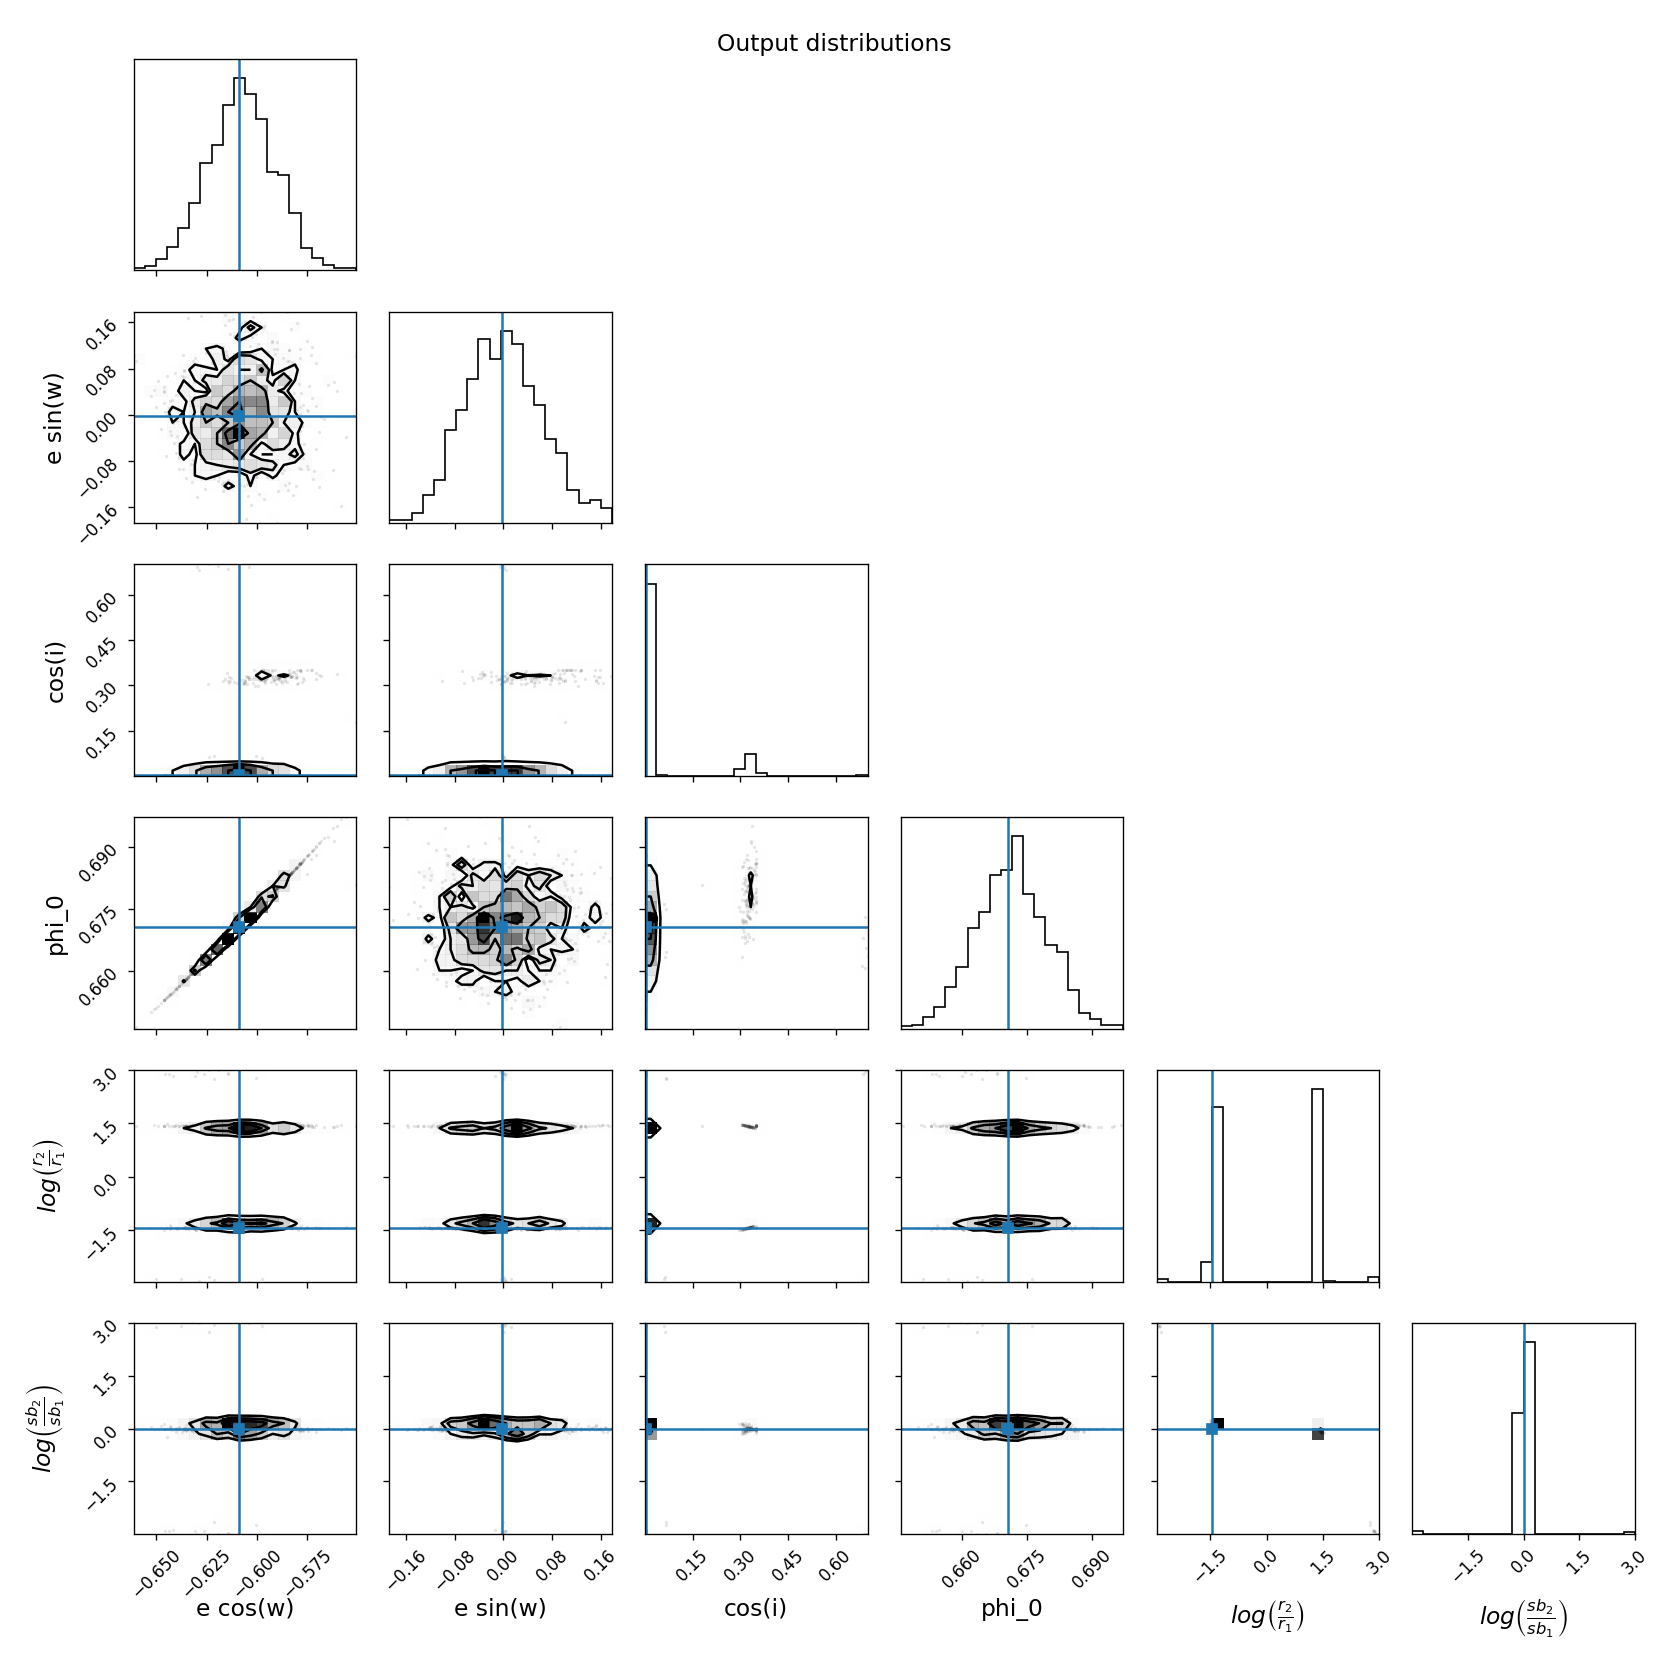 Output distributions
e sin(w)
0.16
0.08
0.00
−0.08
−0.16
cos(i)
0.60
0.45
0.30
0.15
phi_0
0.690
0.675
0.660
log(r₂/r₁)
3.0
1.5
0.0
−1.5
log(sb₂/sb₁)
3.0
1.5
0.0
−1.5
−0.650 −0.625 −0.600 −0.575
−0.16 −0.08 0.00 0.08 0.16
0.15 0.30 0.45 0.60
0.660 0.675 0.690
−1.5 0.0 1.5 3.0
−1.5 0.0 1.5 3.0
e cos(w)
e sin(w)
cos(i)
phi_0
log(r₂/r₁)
log(sb₂/sb₁)